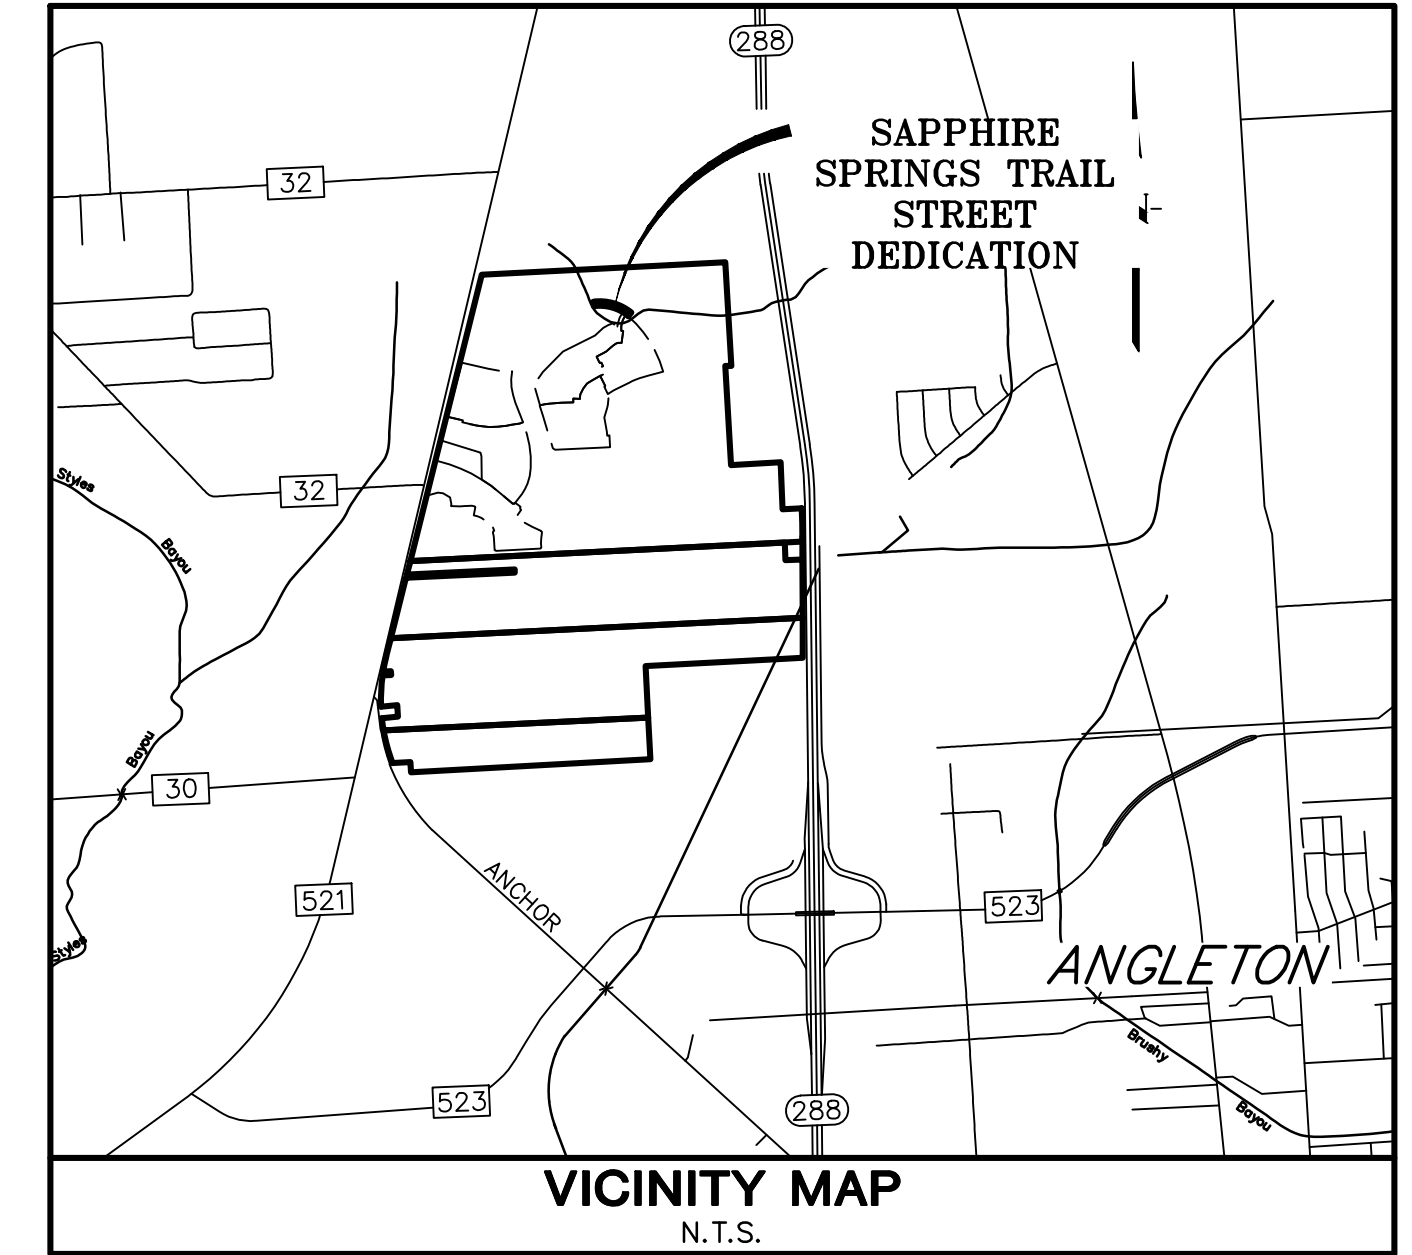 288
SAPPHIRE
SPRINGS TRAIL
STREET
DEDICATION
32
32
Styles
Bayou
Bayou
30
521
ANCHOR
523
Styles
ANGLETON
Brushy
Bayou
523
288
VICINITY MAP
N.T.S.